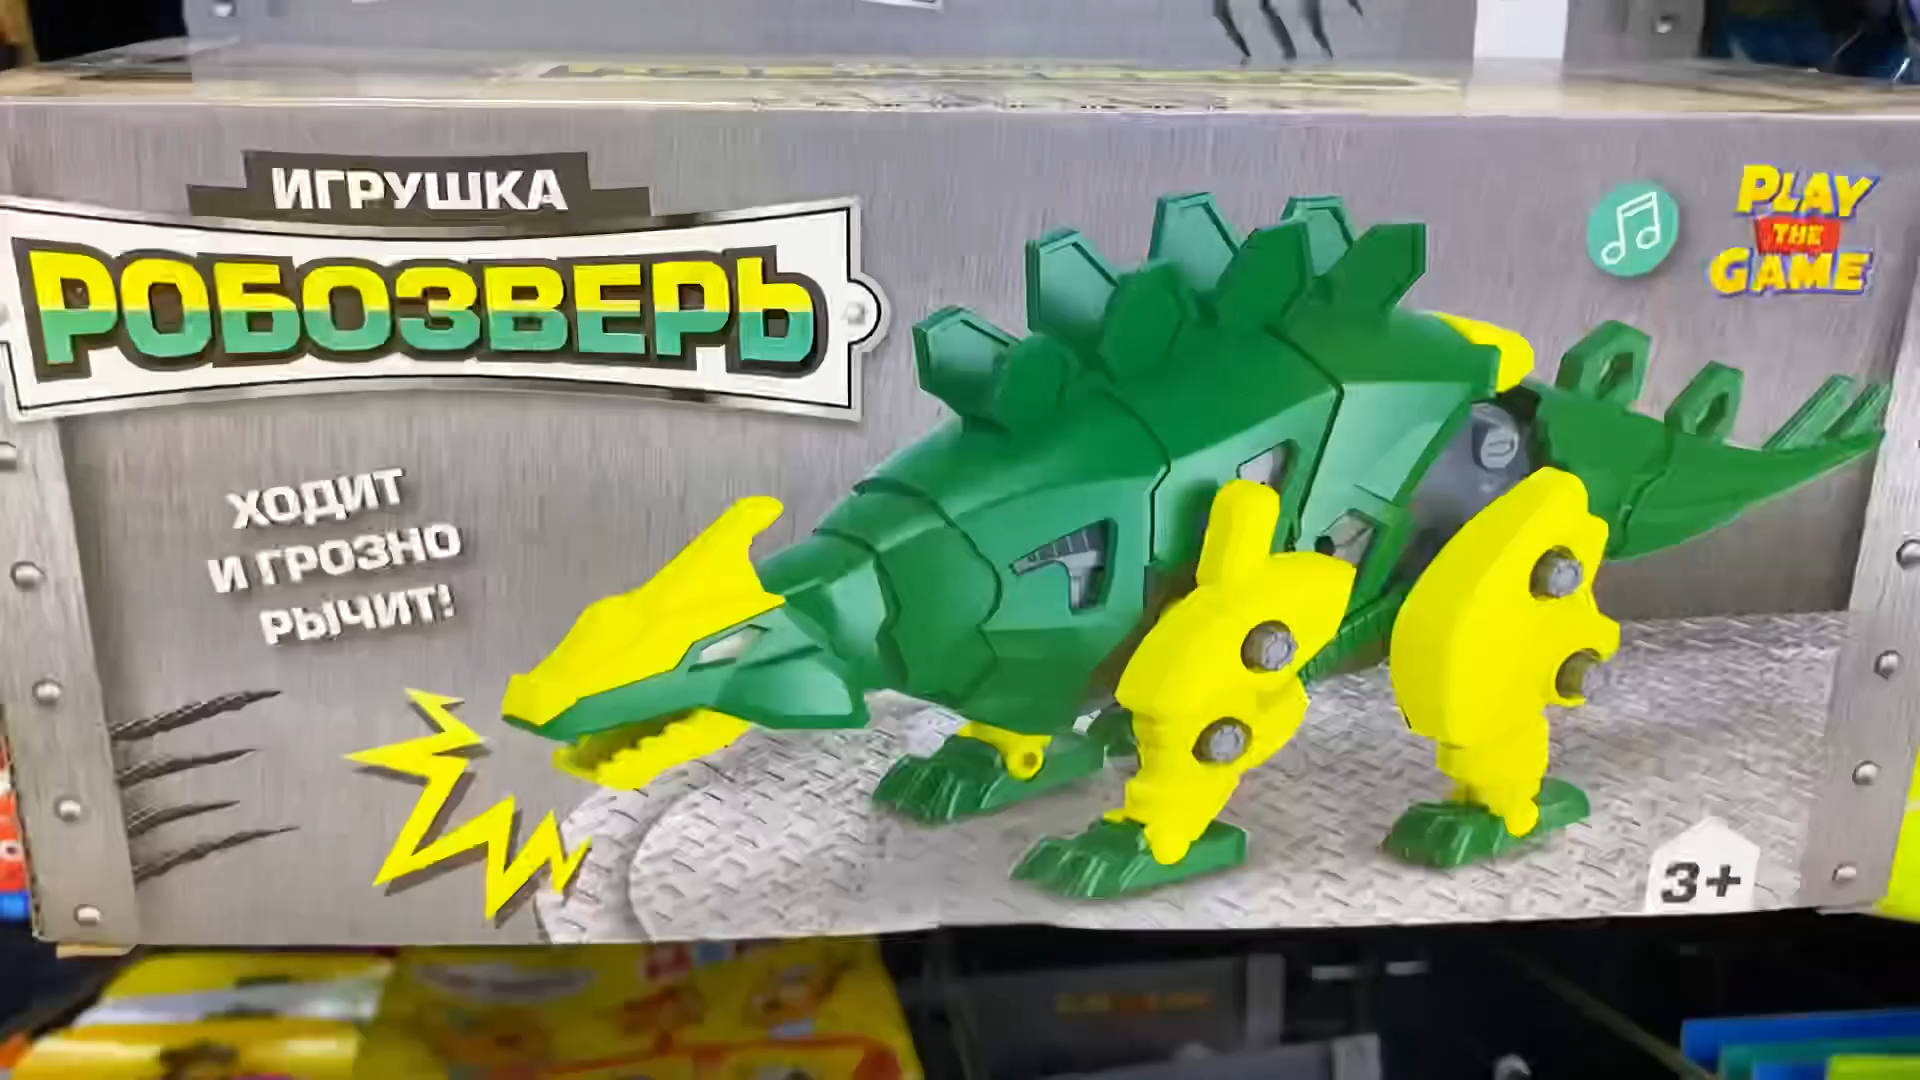 ИГРУШКА
РОБОЗВЕРЬ
ХОДИТ
И ГРОЗНО
РЫЧИТ!
PLAY
THE
GAME
3+